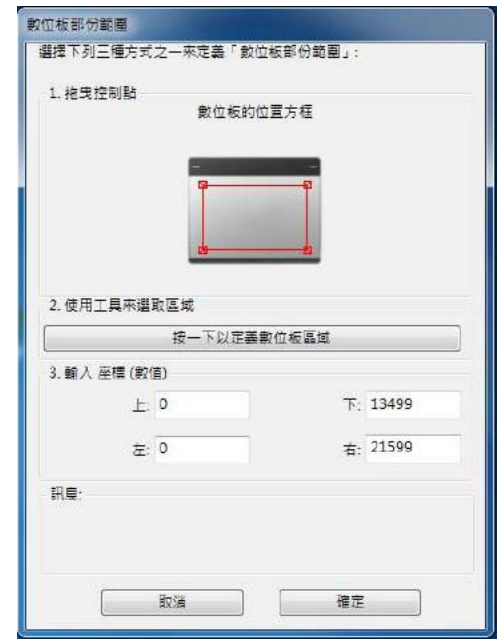 數位板部份範圍
選擇下列三種方式之一來定義「數位板部份範圍」:
1. 拖曳控制點
數位板的位置方框
2. 使用工具來選取區域
按一下以定義數位板區域
3. 輸入 座標 (數值)
上: 0 下: 13499
左: 0 右: 21599
訊息:
取消 確定